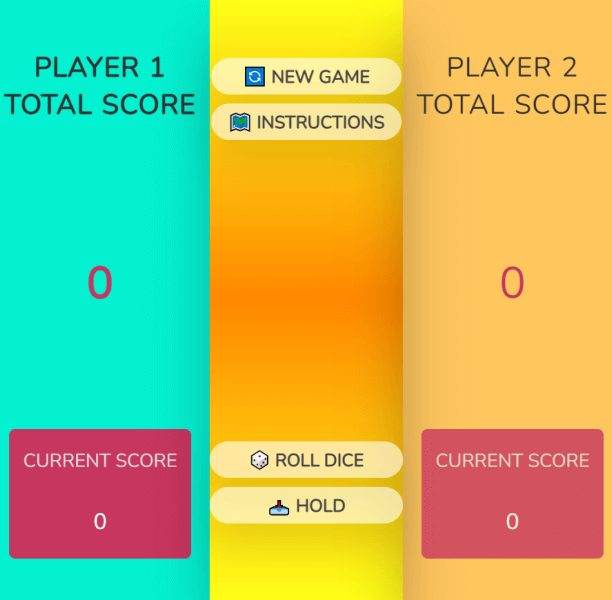 PLAYER 1
TOTAL SCORE
0
CURRENT SCORE
0
NEW GAME
INSTRUCTIONS
ROLL DICE
HOLD
PLAYER 2
TOTAL SCORE
0
CURRENT SCORE
0